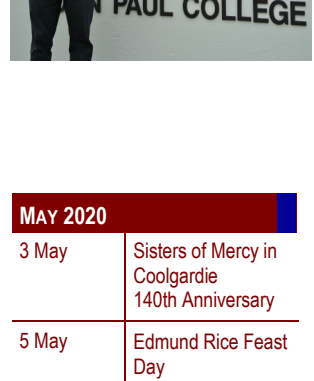 PAUL COLLEGE
MAY 2020
3 May
Sisters of Mercy in
Coolgardie
140th Anniversary
5 May
Edmund Rice Feast
Day